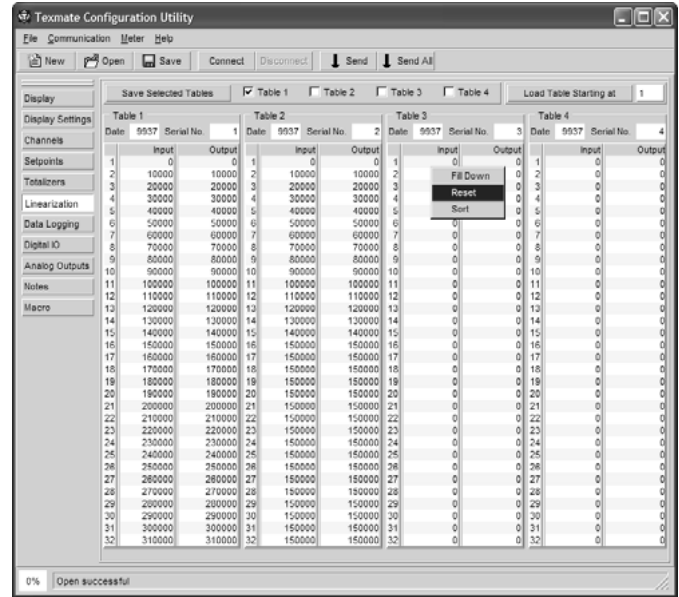 Texmate Configuration Utility
File Communication Meter Help
New Open Save Connect Disconnect Send Send All
Display
Display Settings
Channels
Setpoints
Totalizers
Linearization
Data Logging
Digital IO
Analog Outputs
Notes
Macro
Save Selected Tables Table 1 Table 2 Table 3 Table 4 Load Table Starting at 1
Table 1 Table 2 Table 3 Table 4
Date 9937 Serial No. 1 Date 9937 Serial No. 2 Date 9937 Serial No. 3 Date 9937 Serial No. 4
Input Output Input Output Input Output Input Output
1 0 0 1 0 0 1 0 0 1 0 0
2 10000 10000 2 10000 10000 2 Fill Down 0 2 0 0
3 20000 20000 3 20000 20000 3 Reset 0 3 0 0
4 30000 30000 4 30000 30000 4 Reset 0 4 0 0
5 40000 40000 5 40000 40000 5 Sort 0 5 0 0
6 50000 50000 6 50000 50000 6 0 0 6 0 0
7 60000 60000 7 60000 60000 7 0 0 7 0 0
8 70000 70000 8 70000 70000 8 0 0 8 0 0
9 80000 80000 9 80000 80000 9 0 0 9 0 0
10 90000 90000 10 90000 90000 10 0 0 10 0 0
11 100000 100000 11 100000 100000 11 0 0 11 0 0
12 110000 110000 12 110000 110000 12 0 0 12 0 0
13 120000 120000 13 120000 120000 13 0 0 13 0 0
14 130000 130000 14 130000 130000 14 0 0 14 0 0
15 140000 140000 15 140000 140000 15 0 0 15 0 0
16 150000 150000 16 150000 150000 16 0 0 16 0 0
17 160000 160000 17 150000 150000 17 0 0 17 0 0
18 170000 170000 18 150000 150000 18 0 0 18 0 0
19 180000 180000 19 150000 150000 19 0 0 19 0 0
20 190000 190000 20 150000 150000 20 0 0 20 0 0
21 200000 200000 21 150000 150000 21 0 0 21 0 0
22 210000 210000 22 150000 150000 22 0 0 22 0 0
23 220000 220000 23 150000 150000 23 0 0 23 0 0
24 230000 230000 24 150000 150000 24 0 0 24 0 0
25 240000 240000 25 150000 150000 25 0 0 25 0 0
26 250000 250000 26 150000 150000 26 0 0 26 0 0
27 260000 260000 27 150000 150000 27 0 0 27 0 0
28 270000 270000 28 150000 150000 28 0 0 28 0 0
29 280000 280000 29 150000 150000 29 0 0 29 0 0
30 290000 290000 30 150000 150000 30 0 0 30 0 0
31 300000 300000 31 150000 150000 31 0 0 31 0 0
32 310000 310000 32 150000 150000 32 0 0 32 0 0
0% Open successful